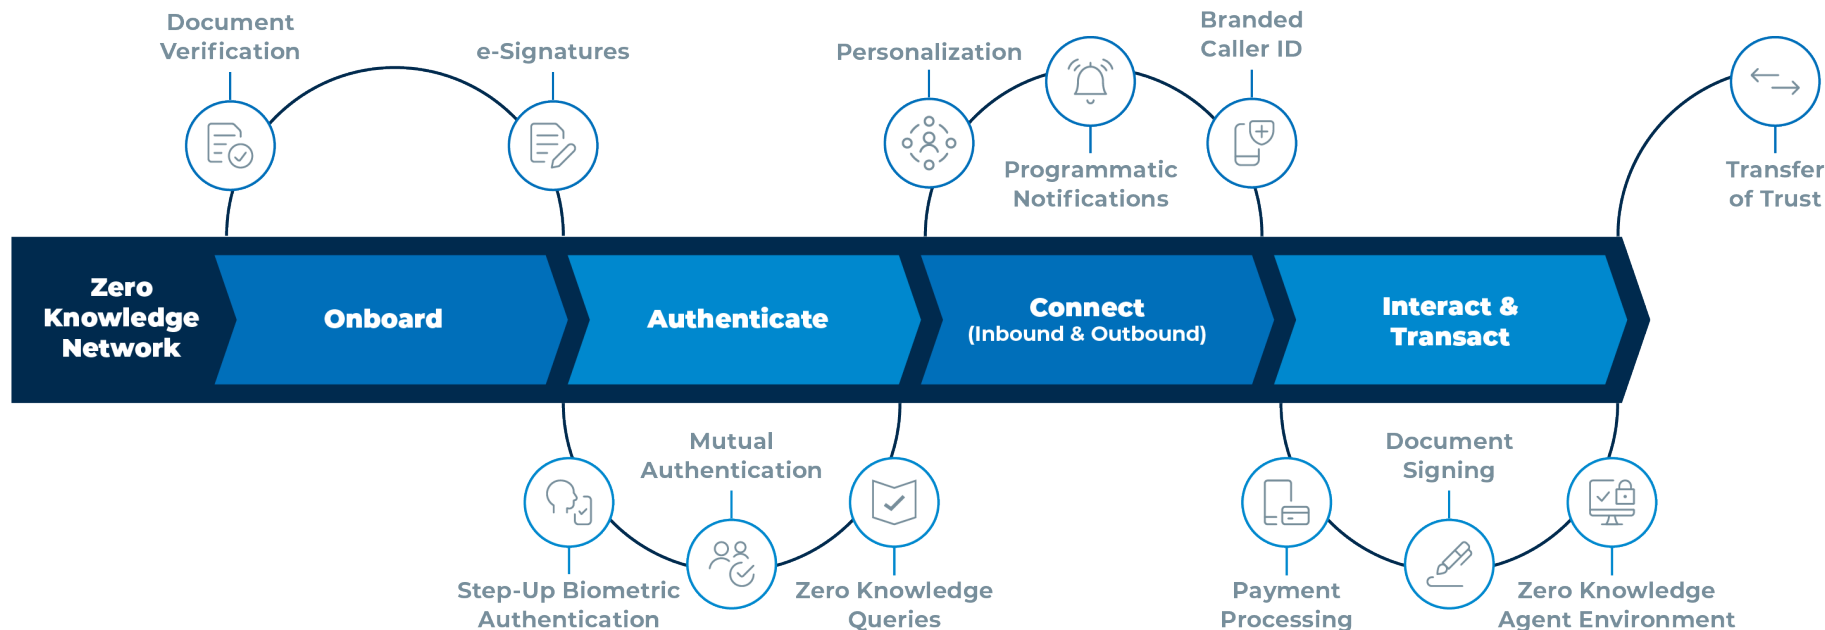 Document
Verification
e-Signatures
Personalization
Programmatic
Notifications
Branded
Caller ID
Transfer
of Trust
Zero
Knowledge
Network
Onboard
Authenticate
Connect
(Inbound & Outbound)
Interact &
Transact
Step-Up Biometric
Authentication
Mutual
Authentication
Zero Knowledge
Queries
Payment
Processing
Document
Signing
Zero Knowledge
Agent Environment